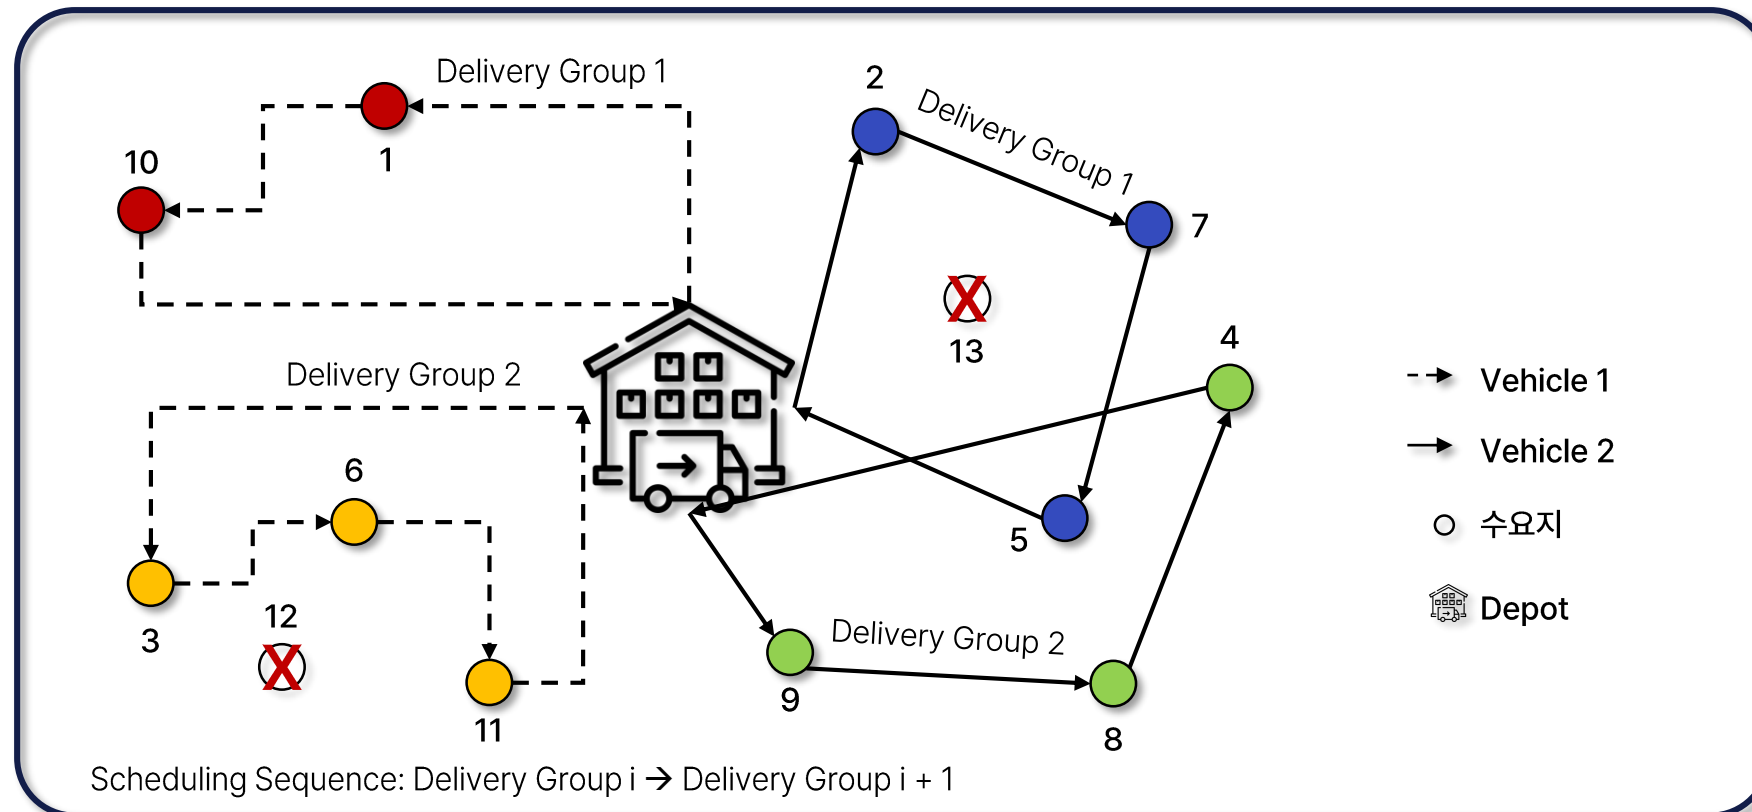 Delivery Group 1
1
10
2
Delivery Group 1
7
X
13
4
5
Delivery Group 2
3
6
12
X
11
Delivery Group 2
9
8
Vehicle 1
Vehicle 2
수요지
Depot
Scheduling Sequence: Delivery Group i → Delivery Group i + 1